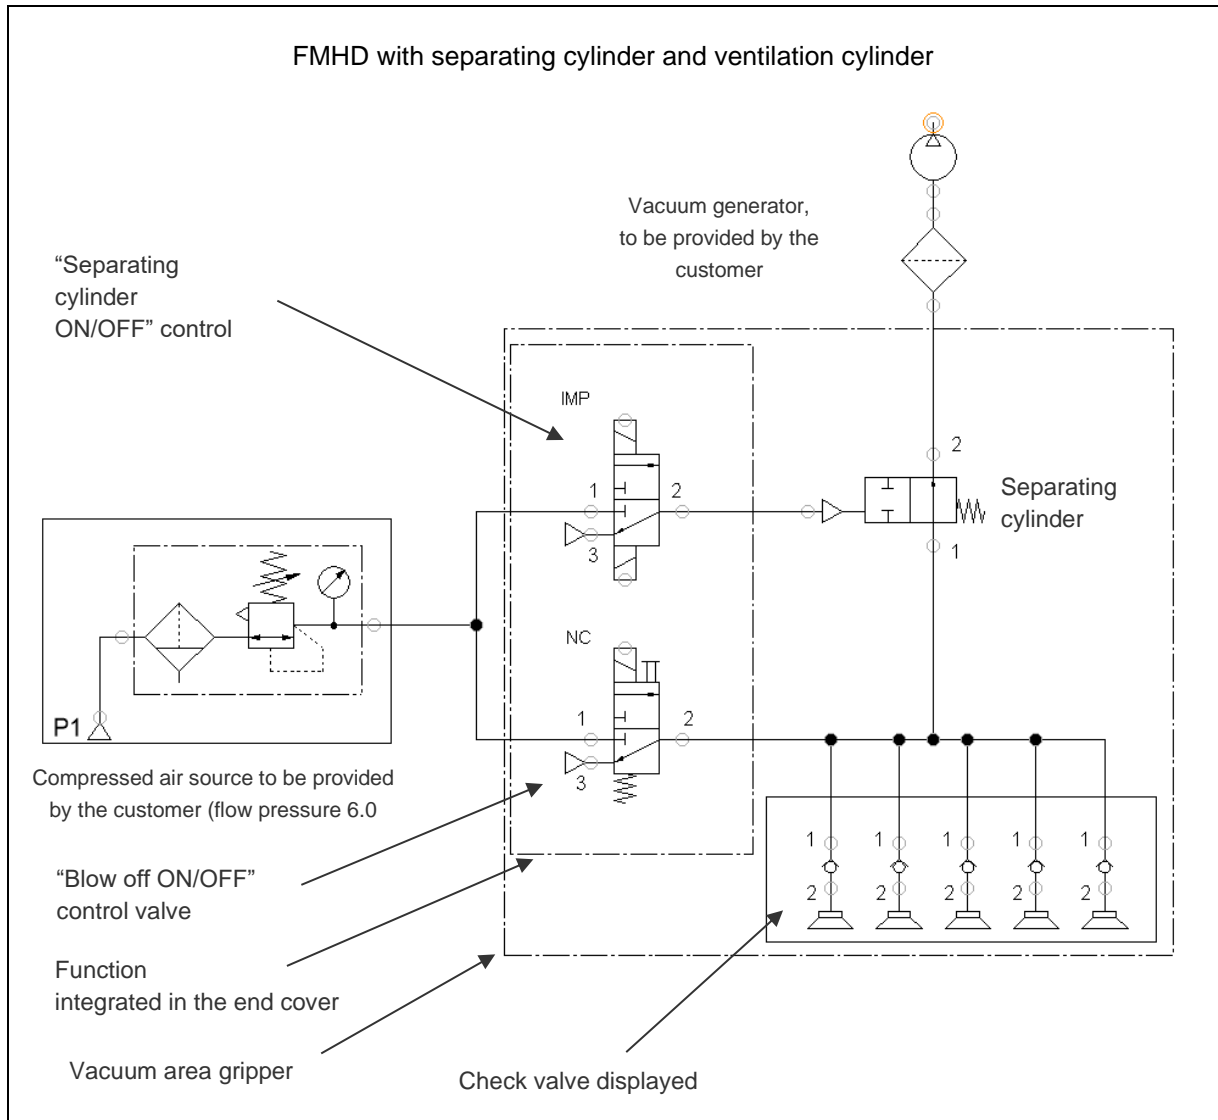 FMHD with separating cylinder and ventilation cylinder
Vacuum generator,
to be provided by the
customer
“Separating
cylinder
ON/OFF” control
IMP
1
2
3
2
Separating
cylinder
1
NC
1
2
3
P1
Compressed air source to be provided
by the customer (flow pressure 6.0
1
1
1
1
1
2
2
2
2
2
“Blow off ON/OFF”
control valve
Function
integrated in the end cover
Vacuum area gripper
Check valve displayed